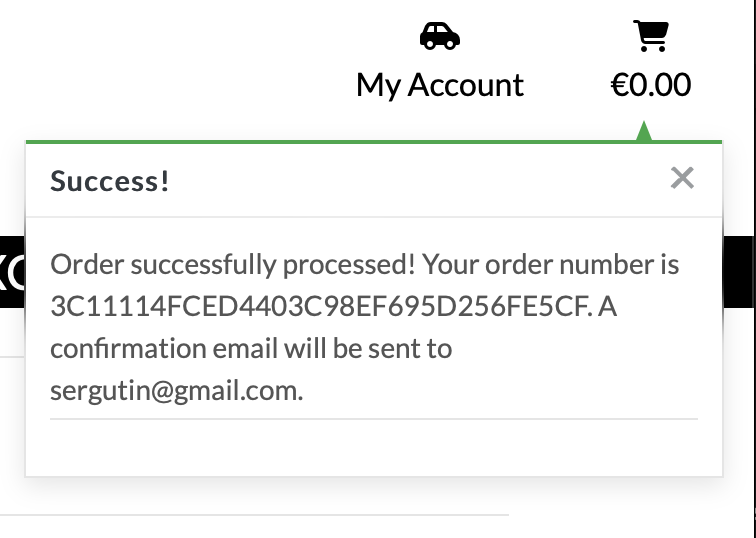 My Account
€0.00
Success!
Order successfully processed! Your order number is
3C11114FCED4403C98EF695D256FE5CF. A
confirmation email will be sent to
sergutin@gmail.com.